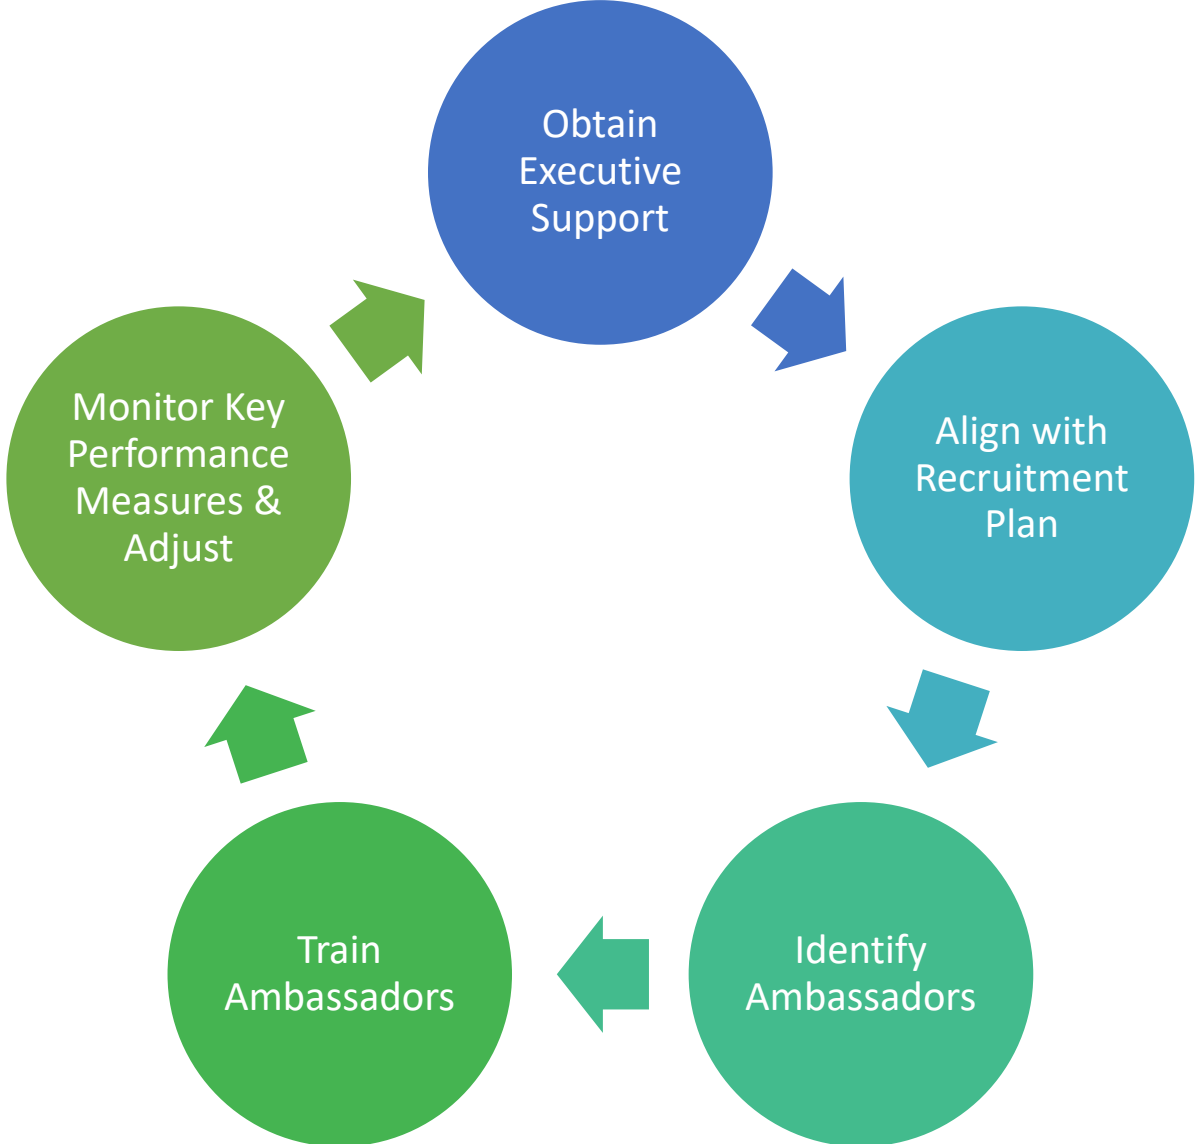 Obtain
Executive
Support
Align with
Recruitment
Plan
Identify
Ambassadors
Train
Ambassadors
Monitor Key
Performance
Measures &
Adjust